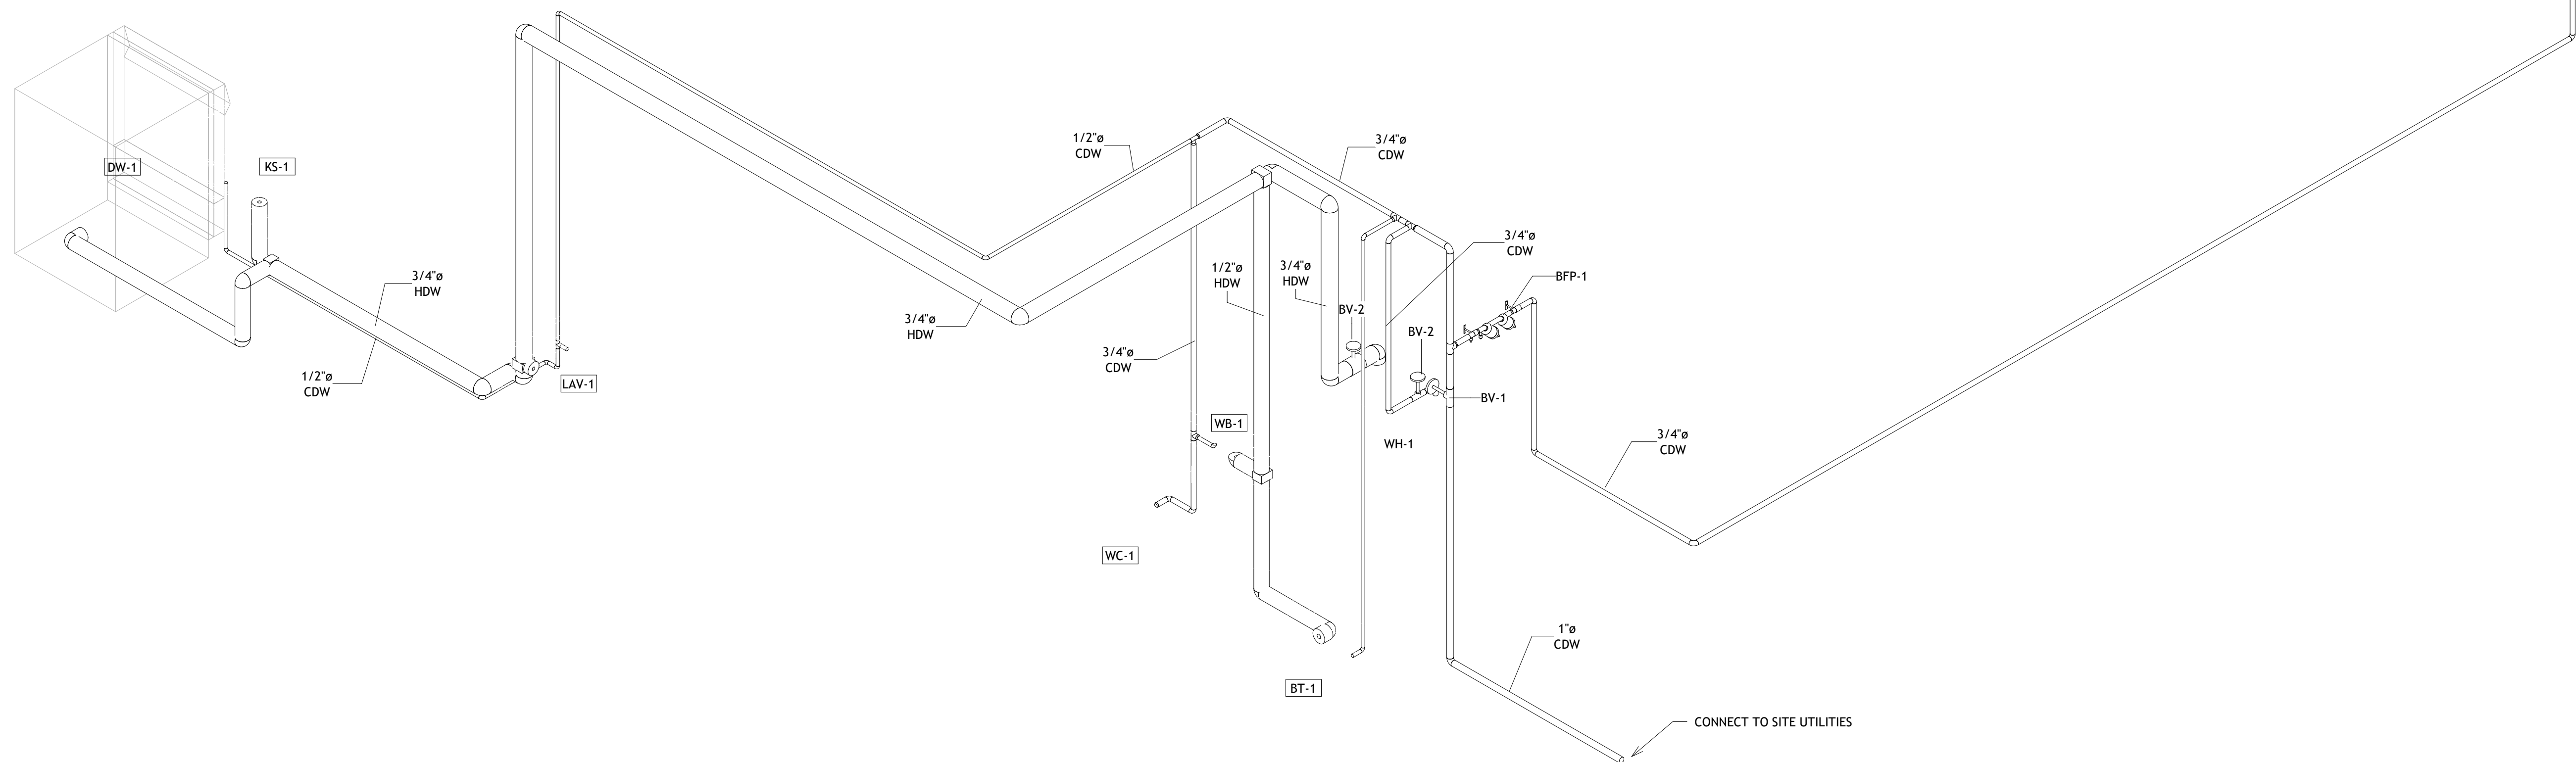 DW-1
KS-1
3/4"ø
HDW
1/2"ø
CDW
LAV-1
3/4"ø
HDW
1/2"ø
CDW
3/4"ø
CDW
3/4"ø
CDW
WB-1
WC-1
1/2"ø
HDW
3/4"ø
HDW
BV-2
BV-2
3/4"ø
CDW
BFP-1
BV-1
WH-1
3/4"ø
CDW
BT-1
1"ø
CDW
CONNECT TO SITE UTILITIES